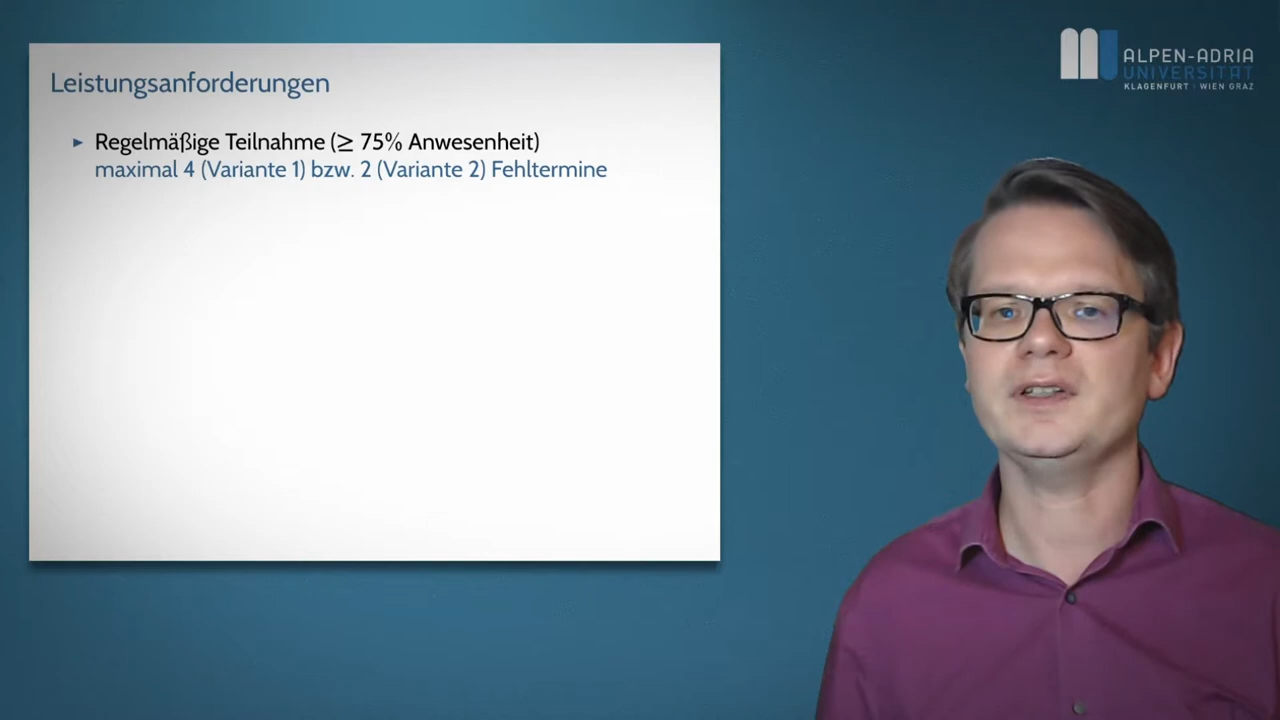 Leistungsanforderungen
► Regelmäßige Teilnahme (≥ 75% Anwesenheit)
maximal 4 (Variante 1) bzw. 2 (Variante 2) Fehltermine
ALPEN-ADRIA
UNIVERSITÄT
KLAGENFURT | WIEN GRAZ